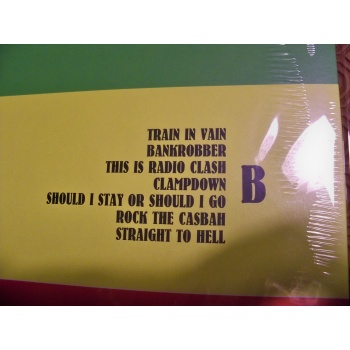 TRAIN IN VAIN
BANKROBBER
THIS IS RADIO CLASH
CLAMPDOWN
SHOULD I STAY OR SHOULD I GO
ROCK THE CASBAH
STRAIGHT TO HELL
B